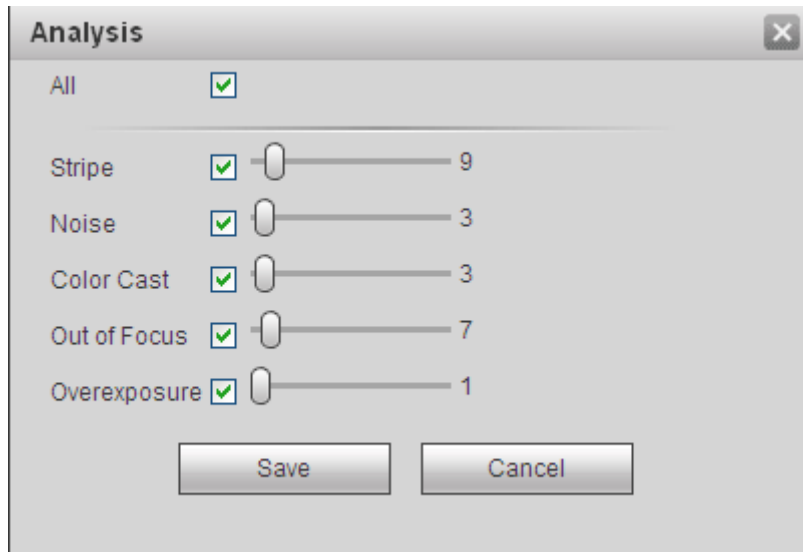 Analysis
All
Stripe 9
Noise 3
Color Cast 3
Out of Focus 7
Overexposure 1
Save Cancel